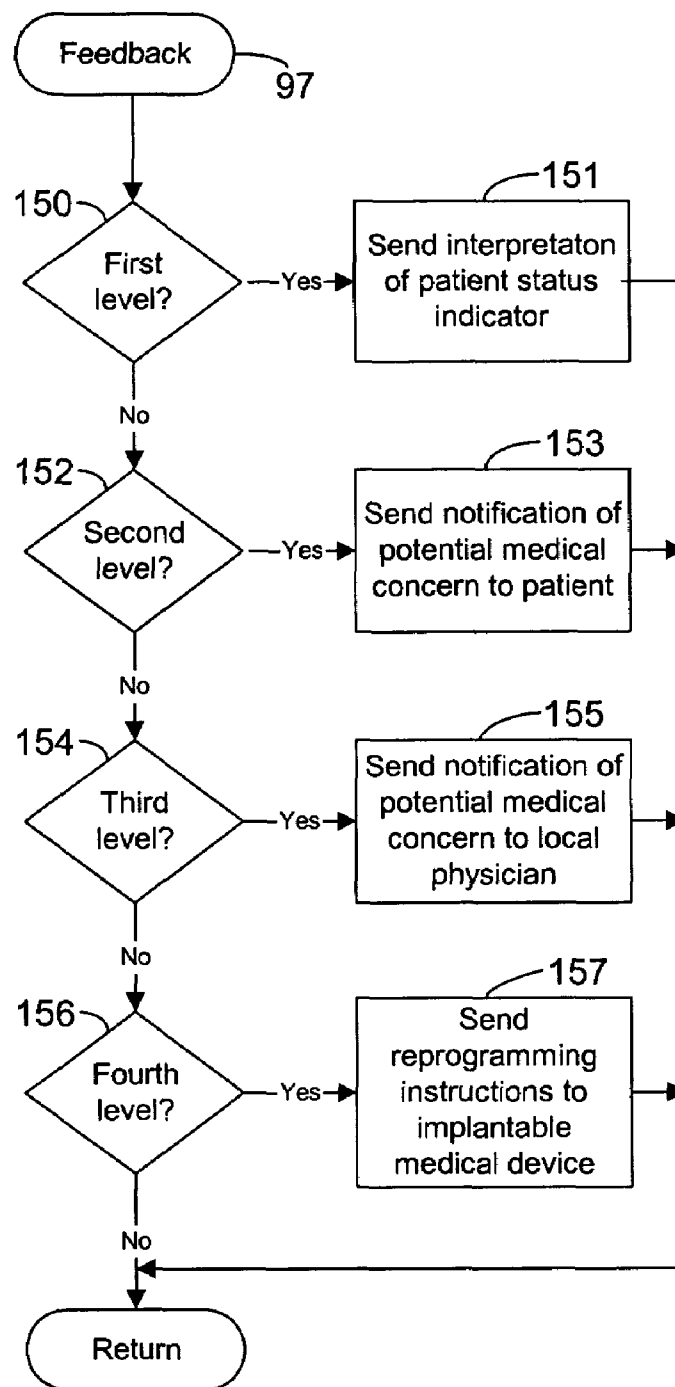 Feedback
97
150
First
level?
Yes
151
Send interpretaton
of patient status
indicator
No
152
Second
level?
Yes
153
Send notification of
potential medical
concern to patient
No
154
Third
level?
Yes
155
Send notification of
potential medical
concern to local
physician
No
156
Fourth
level?
Yes
157
Send
reprogramming
instructions to
implantable
medical device
No
Return